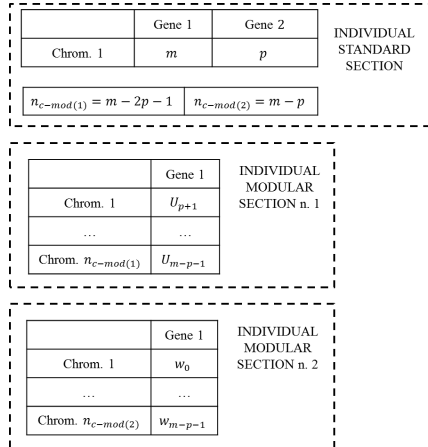 Gene 1 Gene 2
Chrom. 1 m p
INDIVIDUAL
STANDARD
SECTION
n_{c-mod(1)} = m − 2p − 1 n_{c-mod(2)} = m − p
Gene 1
Chrom. 1 U_{p+1}
... ...
Chrom. n_{c-mod(1)} U_{m-p-1}
INDIVIDUAL
MODULAR
SECTION n. 1
Gene 1
Chrom. 1 w_0
... ...
Chrom. n_{c-mod(2)} w_{m-p-1}
INDIVIDUAL
MODULAR
SECTION n. 2